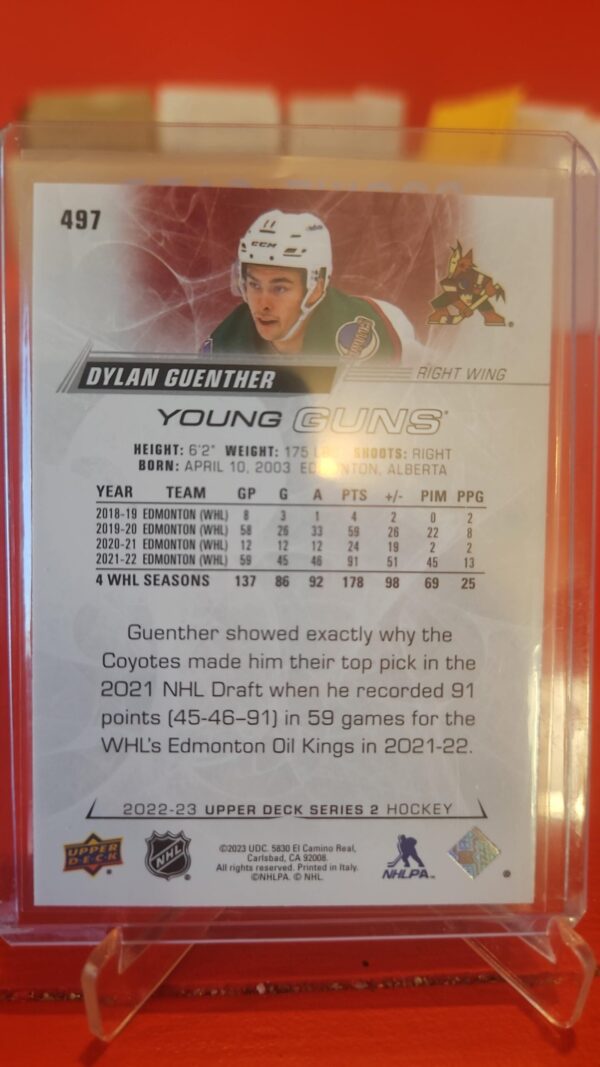 497
11
CCM
DYLAN GUENTHER
RIGHT WING
YOUNG GUNS
HEIGHT: 6'2" WEIGHT: 175 SHOOTS: RIGHT
BORN: APRIL 10, 2003 EDMONTON, ALBERTA
YEAR TEAM GP G A PTS +/- PIM PPG
2018-19 EDMONTON (WHL) 8 3 1 4 2 0 2
2019-20 EDMONTON (WHL) 58 26 33 59 26 22 8
2020-21 EDMONTON (WHL) 12 12 12 24 19 2 2
2021-22 EDMONTON (WHL) 59 45 46 91 51 45 13
4 WHL SEASONS 137 86 92 178 98 69 25
Guenther showed exactly why the
Coyotes made him their top pick in the
2021 NHL Draft when he recorded 91
points (45-46–91) in 59 games for the
WHL's Edmonton Oil Kings in 2021-22.
2022-23 UPPER DECK SERIES 2 HOCKEY
UPPER DECK
NHL
©2023 UDC. 5830 El Camino Real,
Carlsbad, CA 92008.
All rights reserved. Printed in Italy.
©NHLPA. © NHL.
NHLPA